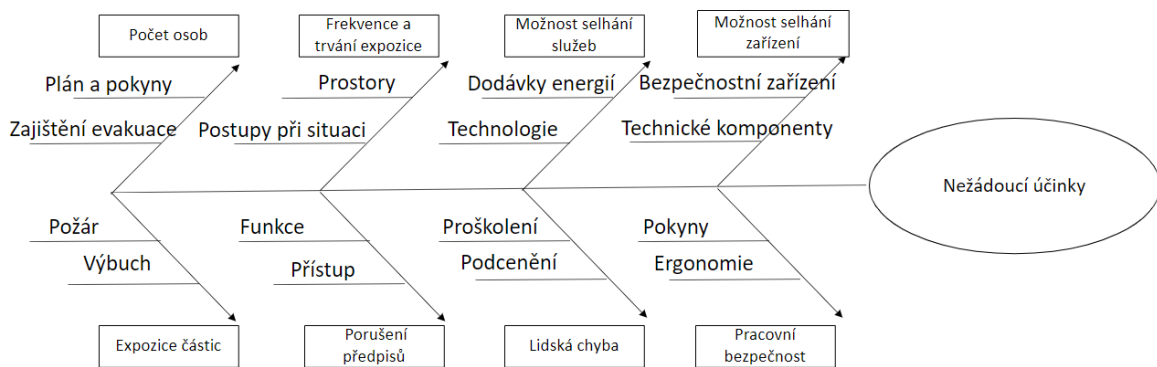 Počet osob
Frekvence a
trvání expozice
Možnost selhání
služeb
Možnost selhání
zařízení
Plán a pokyny
Prostory
Dodávky energií
Bezpečnostní zařízení
Zajištění evakuace
Postupy při situaci
Technologie
Technické komponenty
Nežádoucí účinky
Požár
Funkce
Proškolení
Pokyny
Výbuch
Přístup
Podcenění
Ergonomie
Expozice částic
Porušení
předpisů
Lidská chyba
Pracovní
bezpečnost